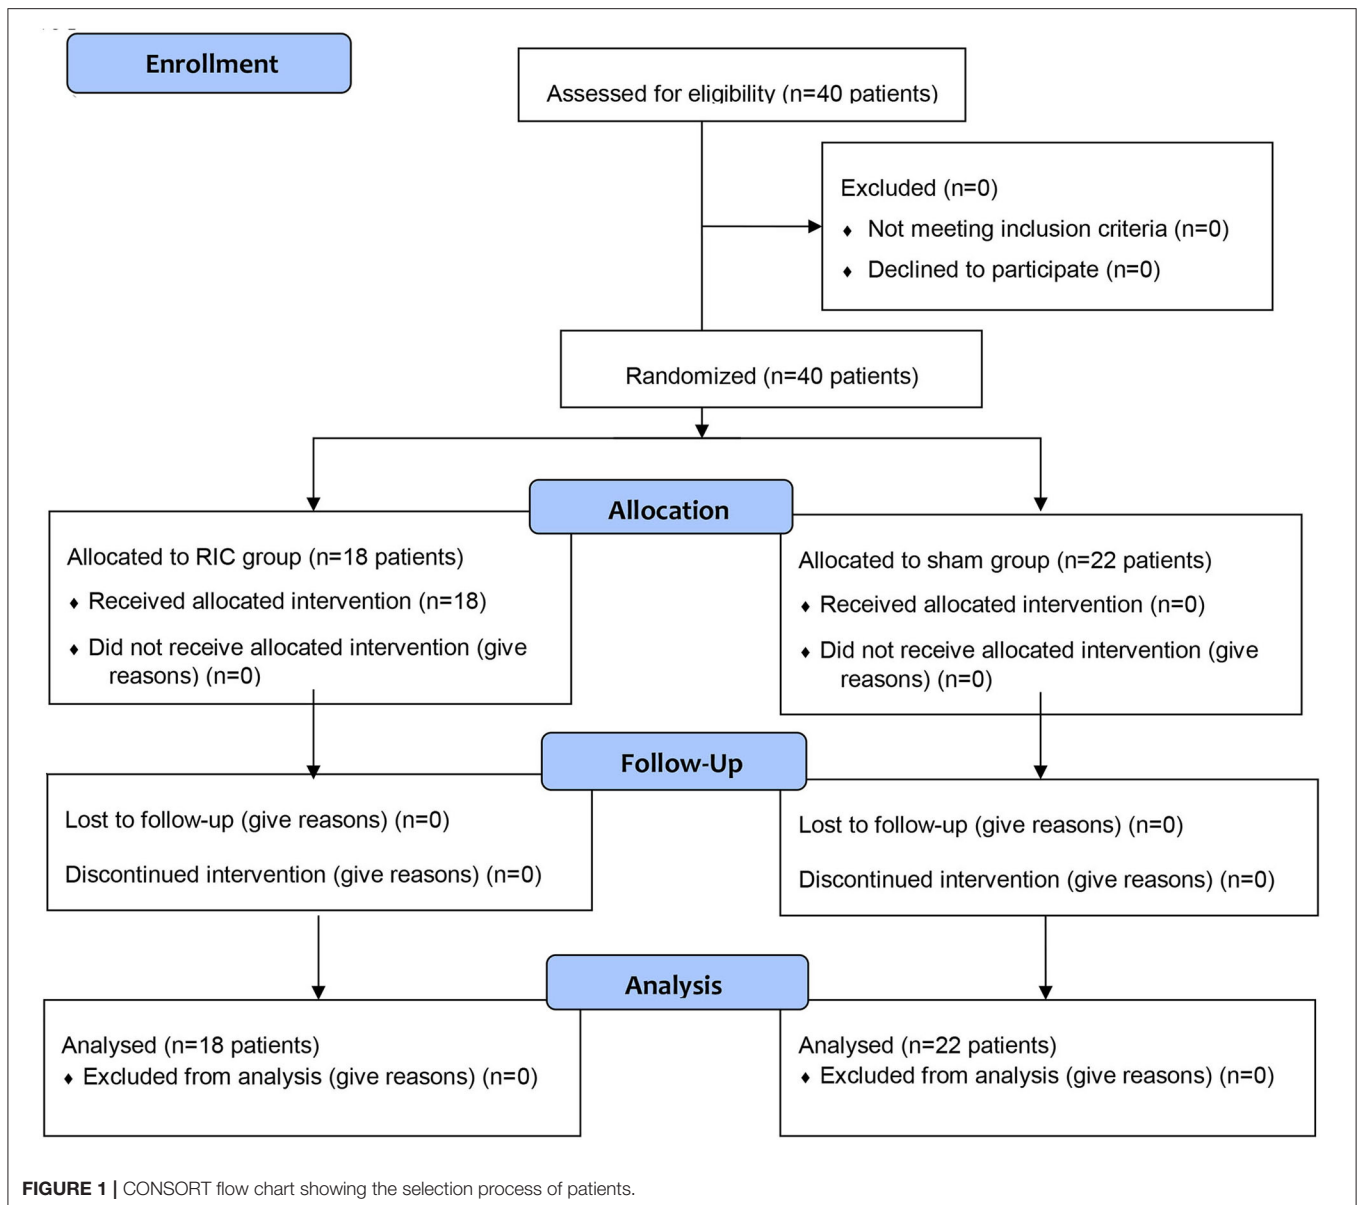 Enrollment
Assessed for eligibility (n=40 patients)
Excluded (n=0)
♦ Not meeting inclusion criteria (n=0)
♦ Declined to participate (n=0)
Randomized (n=40 patients)
Allocation
Allocated to RIC group (n=18 patients)
♦ Received allocated intervention (n=18)
♦ Did not receive allocated intervention (give
reasons) (n=0)
Allocated to sham group (n=22 patients)
♦ Received allocated intervention (n=0)
♦ Did not receive allocated intervention (give
reasons) (n=0)
Follow-Up
Lost to follow-up (give reasons) (n=0)
Discontinued intervention (give reasons) (n=0)
Lost to follow-up (give reasons) (n=0)
Discontinued intervention (give reasons) (n=0)
Analysis
Analysed (n=18 patients)
♦ Excluded from analysis (give reasons) (n=0)
Analysed (n=22 patients)
♦ Excluded from analysis (give reasons) (n=0)
FIGURE 1 | CONSORT flow chart showing the selection process of patients.